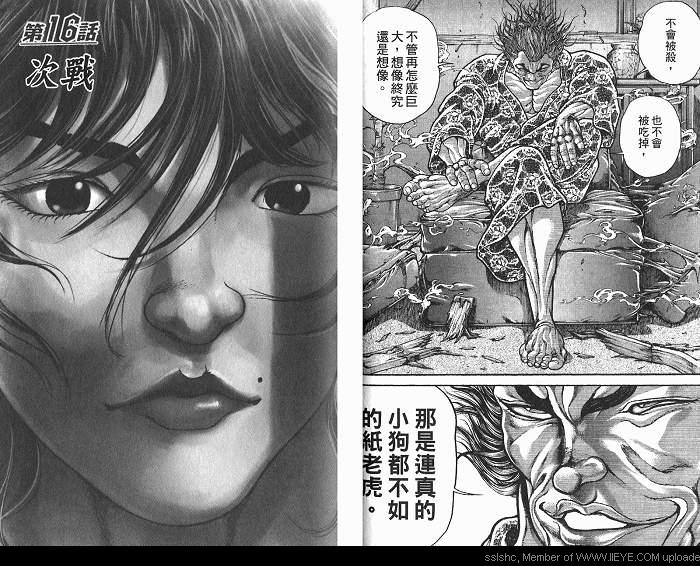 不會被殺，
也不會
被吃掉，
不管再怎麼巨
大，想像終究
還是想像。
那是連真的
小狗都不如
的紙老虎。
第16話
次戰
sslshc, Member of WWW.IIEYE.COM uploade